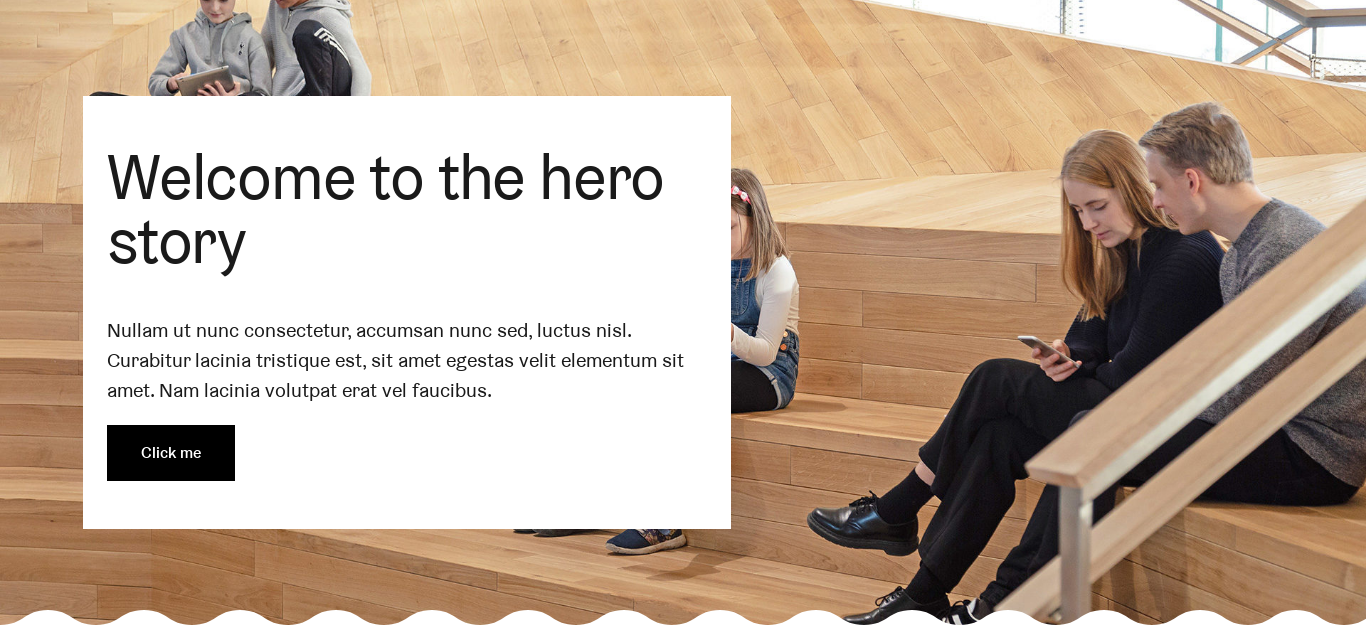 Welcome to the hero
story
Nullam ut nunc consectetur, accumsan nunc sed, luctus nisl.
Curabitur lacinia tristique est, sit amet egestas velit elementum sit
amet. Nam lacinia volutpat erat vel faucibus.
Click me